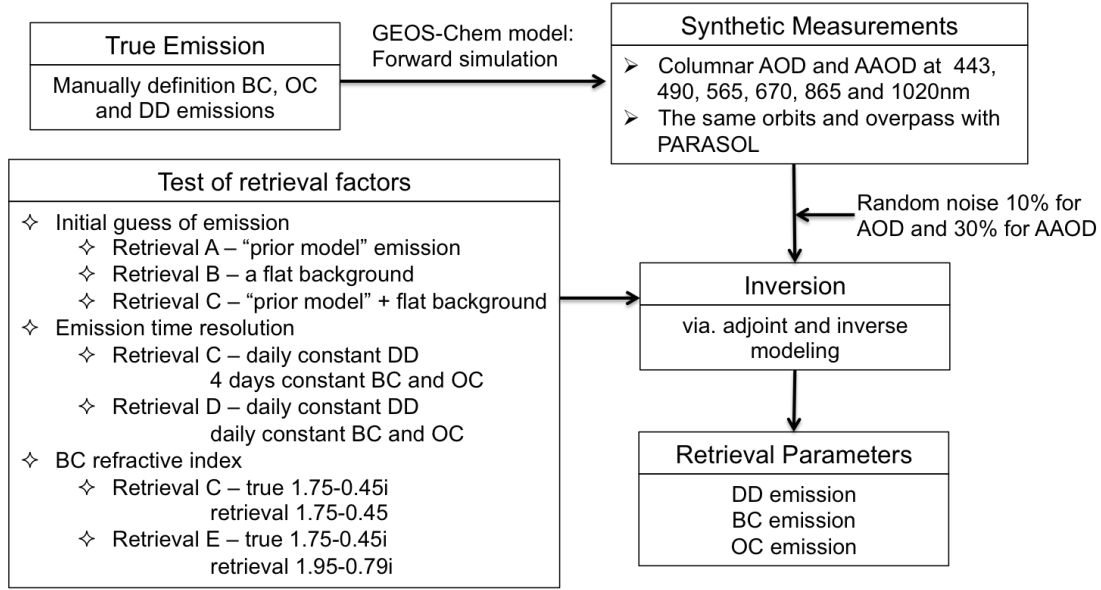 True Emission
Manually definition BC, OC
and DD emissions
GEOS-Chem model:
Forward simulation
Synthetic Measurements
➢ Columnar AOD and AAOD at 443,
490, 565, 670, 865 and 1020nm
➢ The same orbits and overpass with
PARASOL
Random noise 10% for
AOD and 30% for AAOD
Test of retrieval factors
✧ Initial guess of emission
✧ Retrieval A – “prior model” emission
✧ Retrieval B – a flat background
✧ Retrieval C – “prior model” + flat background
✧ Emission time resolution
✧ Retrieval C – daily constant DD
4 days constant BC and OC
✧ Retrieval D – daily constant DD
daily constant BC and OC
✧ BC refractive index
✧ Retrieval C – true 1.75-0.45i
retrieval 1.75-0.45
✧ Retrieval E – true 1.75-0.45i
retrieval 1.95-0.79i
Inversion
via. adjoint and inverse
modeling
Retrieval Parameters
DD emission
BC emission
OC emission